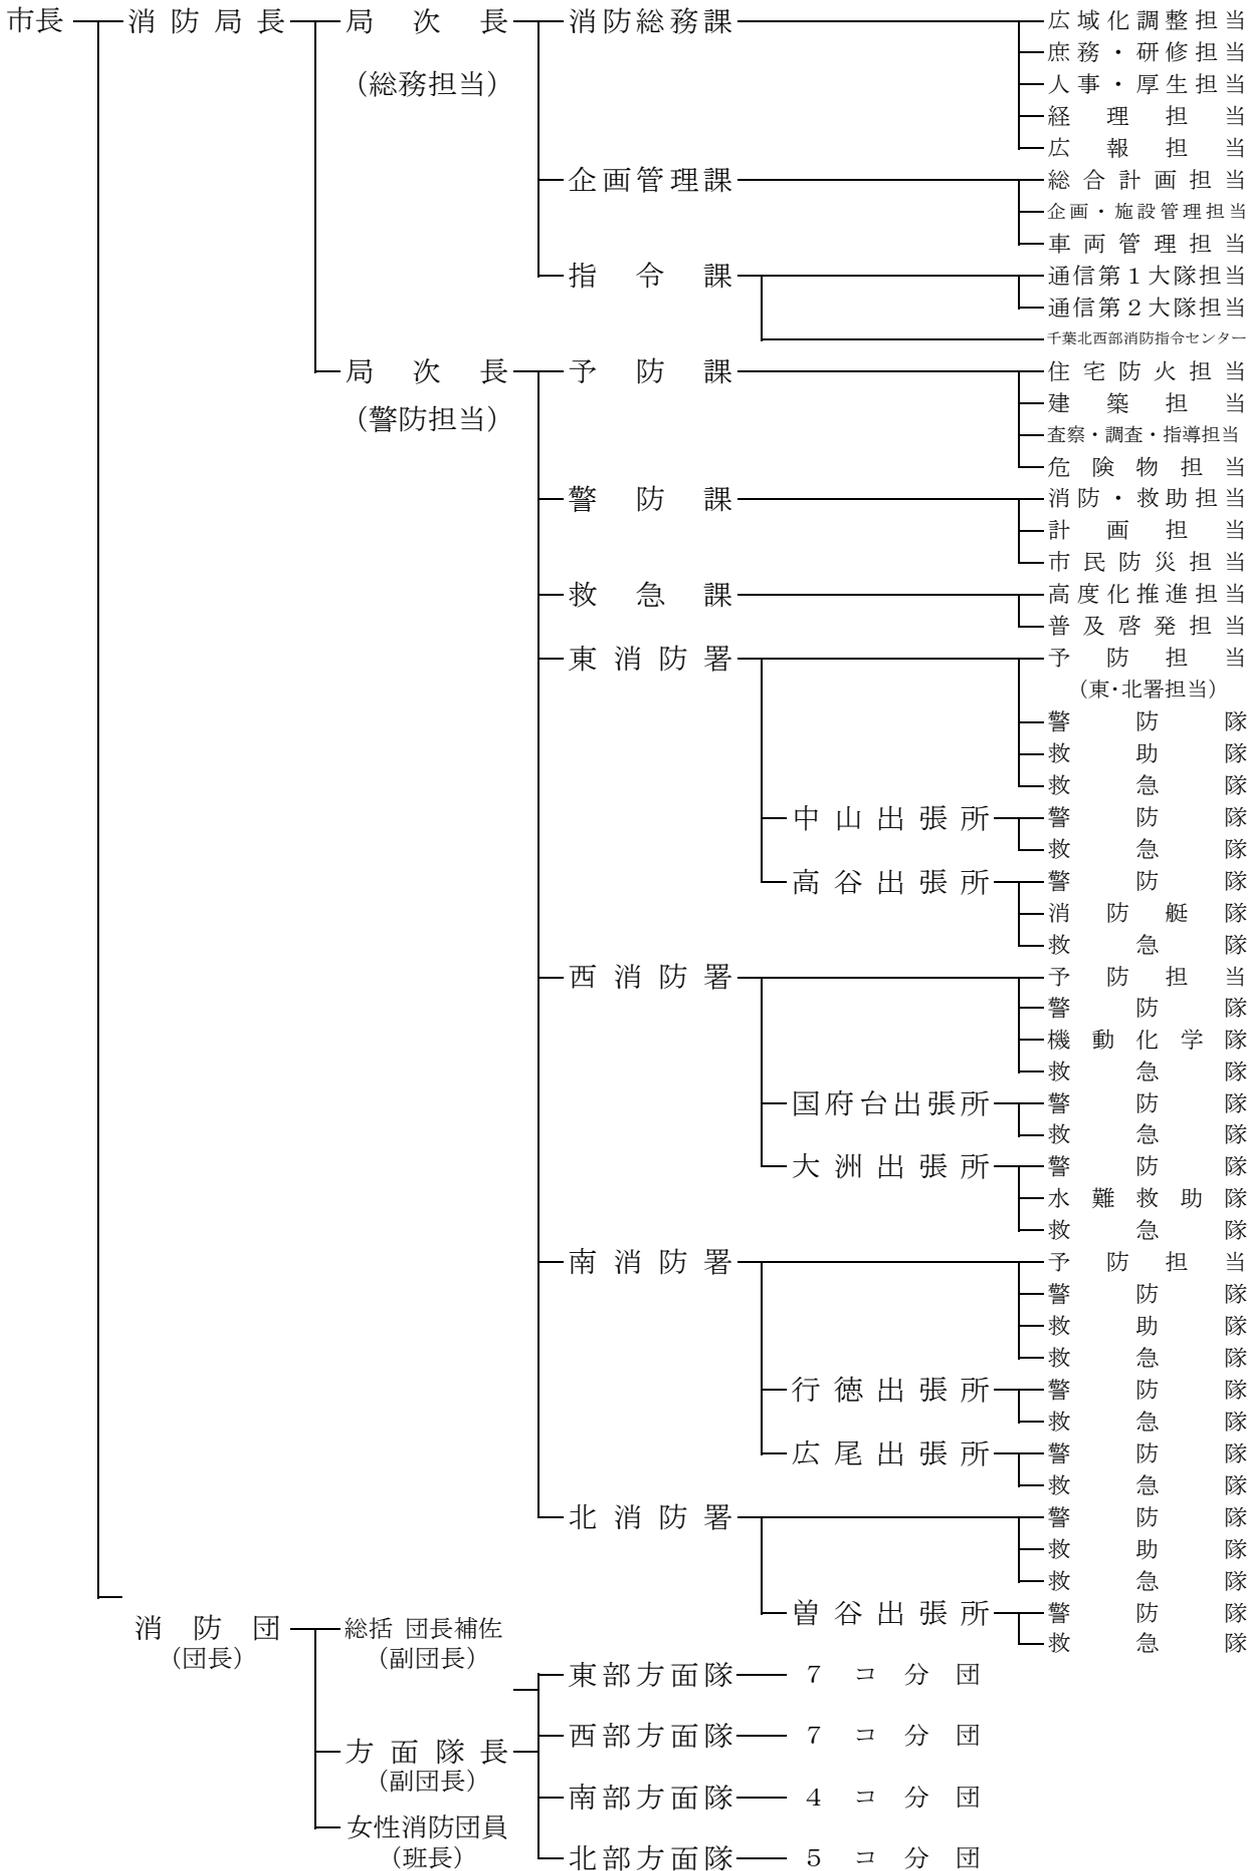 市長 消防局長 局次長 消防総務課 広域化調整担当
庶務・研修担当
(総務担当) 人事・厚生担当
経理担当
広報担当
企画管理課 総合計画担当
企画・施設管理担当
車両管理担当
指令課 通信第1大隊担当
通信第2大隊担当
千葉北西部消防指令センター
局次長 予防課 住宅防火担当
(警防担当) 建築担当
査察・調査・指導担当
危険物担当
警防課 消防・救助担当
計画担当
市民防災担当
救急課 高度化推進担当
普及啓発担当
東消防署 予防担当
(東・北署担当)
警防隊
救助隊
救急隊
中山出張所 警防隊
救急隊
高谷出張所 警防隊
消防艇隊
救急隊
西消防署 予防担当
警防隊
機動化学隊
救急隊
国府台出張所 警防隊
救急隊
大洲出張所 警防隊
水難救助隊
救急隊
南消防署 予防担当
警防隊
救助隊
救急隊
行徳出張所 警防隊
救急隊
広尾出張所 警防隊
救急隊
北消防署 警防隊
救助隊
救急隊
曽谷出張所 警防隊
救急隊
消防団 総括 団長補佐
(団長) (副団長)
東部方面隊 7コ分団
西部方面隊 7コ分団
方面隊長
(副団長)
南部方面隊 4コ分団
女性消防団員
(班長) 北部方面隊 5コ分団